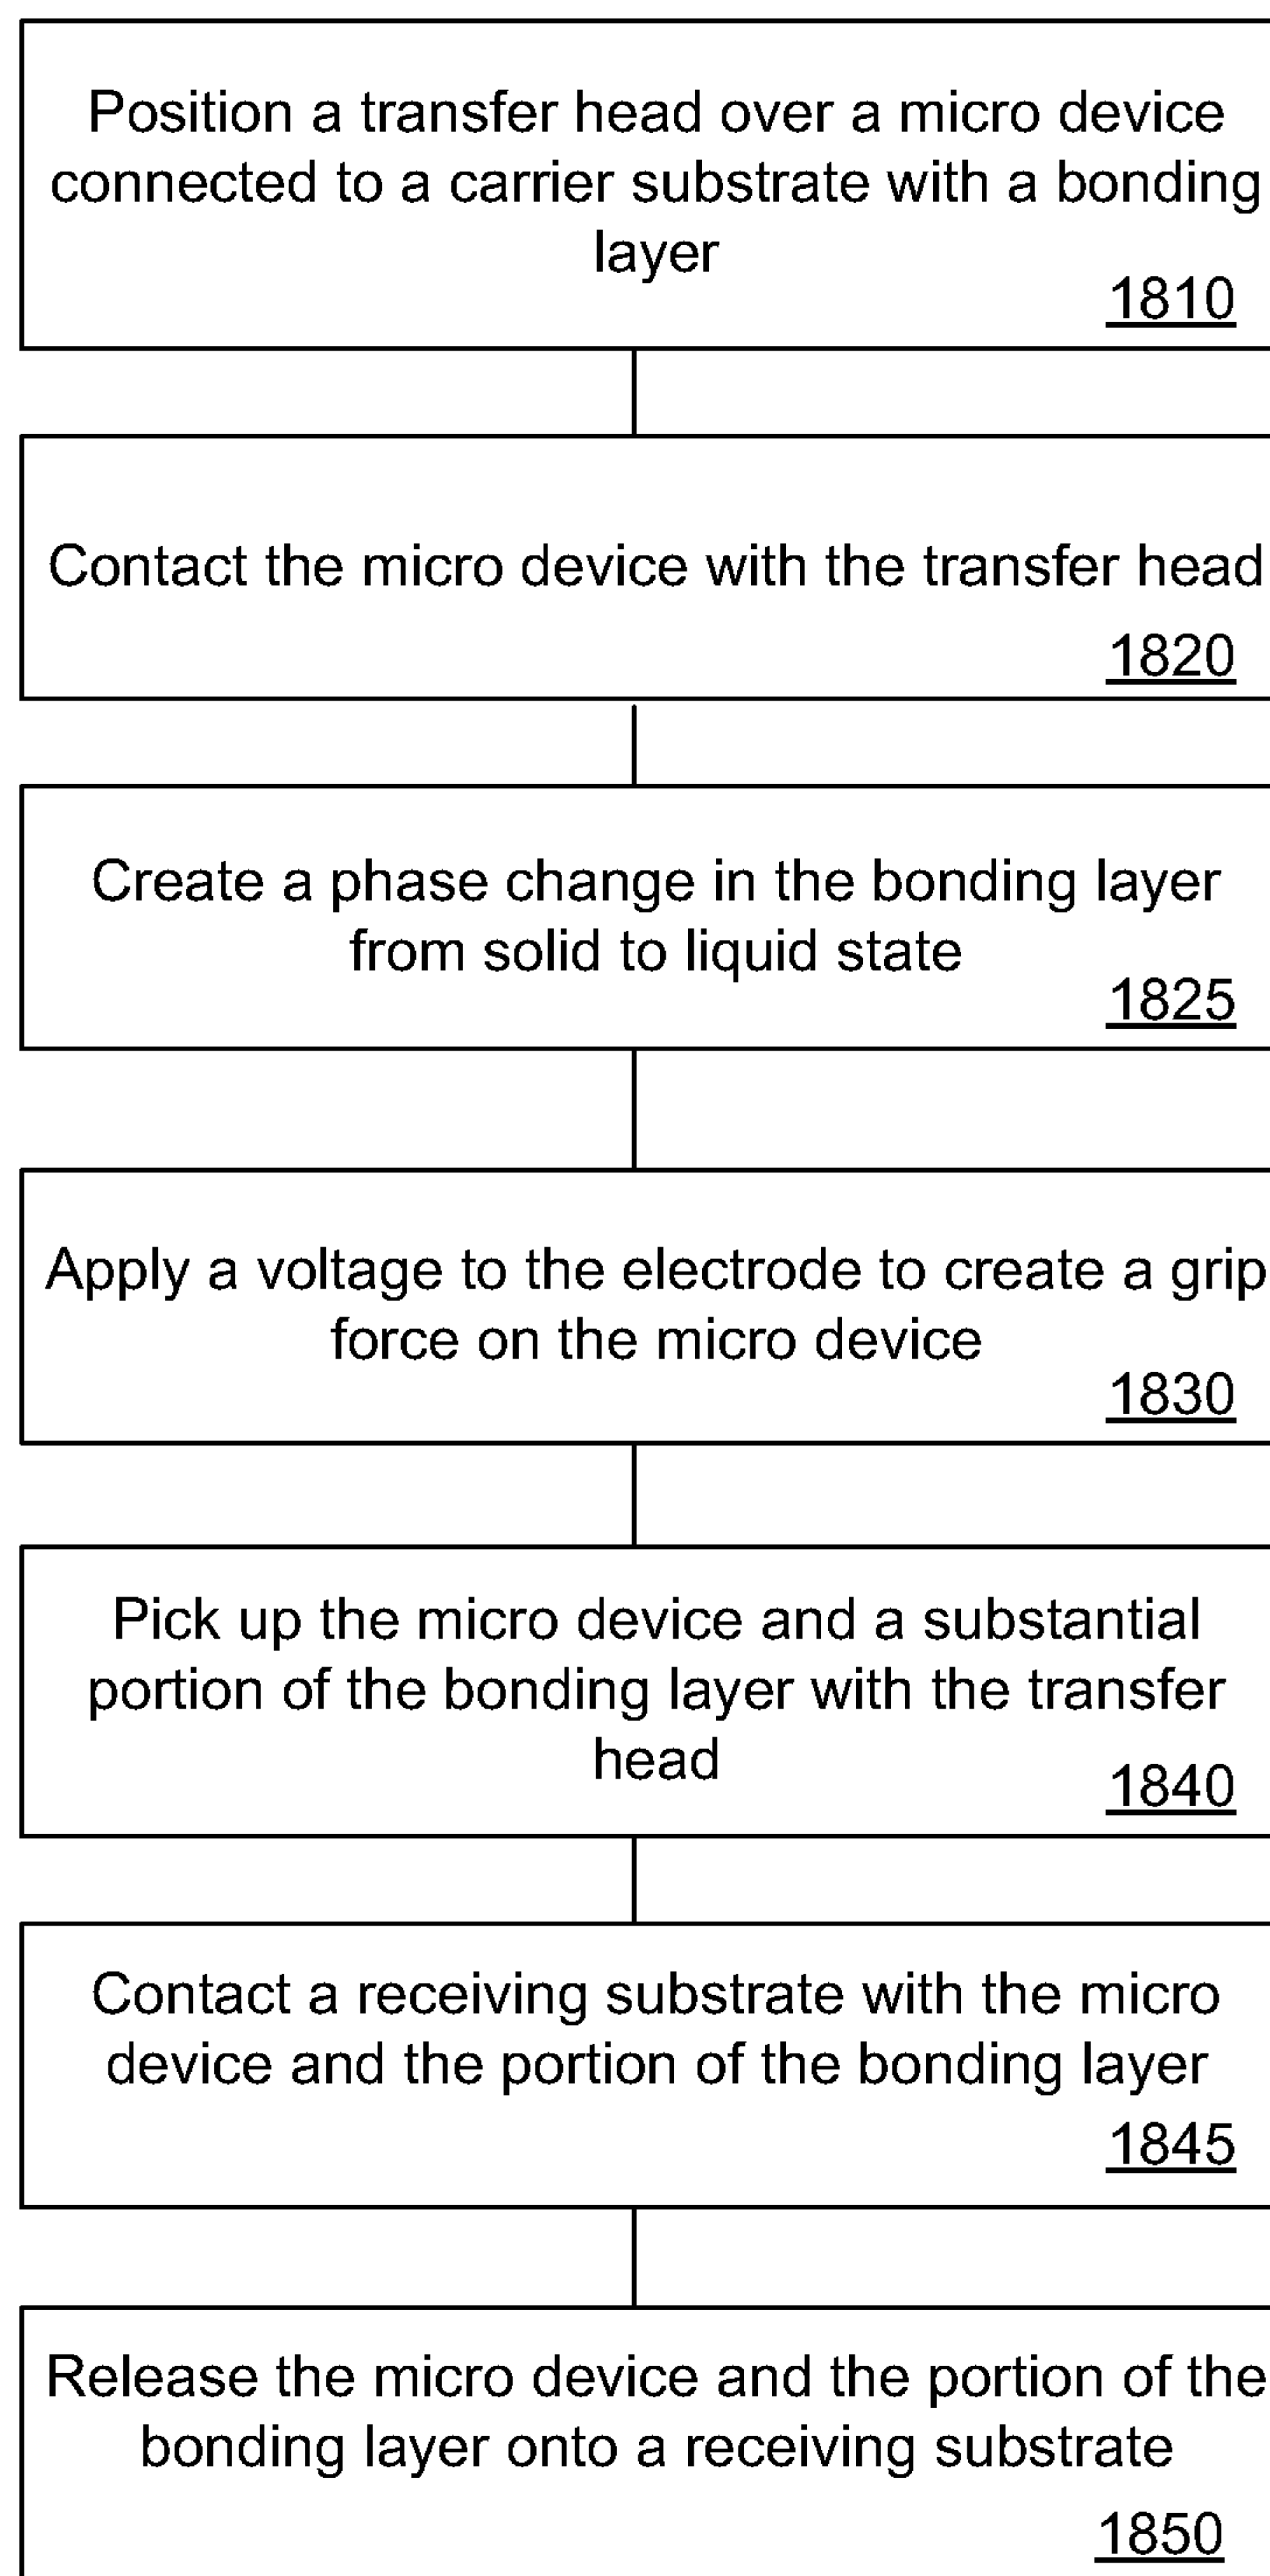 Position a transfer head over a micro device
connected to a carrier substrate with a bonding
layer
1810
Contact the micro device with the transfer head
1820
Create a phase change in the bonding layer
from solid to liquid state
1825
Apply a voltage to the electrode to create a grip
force on the micro device
1830
Pick up the micro device and a substantial
portion of the bonding layer with the transfer
head
1840
Contact a receiving substrate with the micro
device and the portion of the bonding layer
1845
Release the micro device and the portion of the
bonding layer onto a receiving substrate
1850